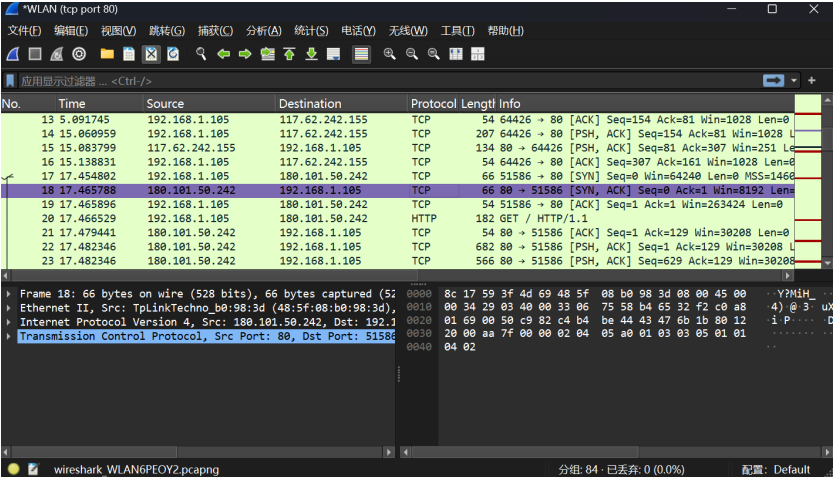 *WLAN (tcp port 80)
文件(F) 编辑(E) 视图(V) 跳转(G) 捕获(C) 分析(A) 统计(S) 电话(Y) 无线(W) 工具(T) 帮助(H)
应用显示过滤器 … <Ctrl-/>
No. Time Source Destination Protocol Length Info
13 5.091745 192.168.1.105 117.62.242.155 TCP 54 64426 → 80 [ACK] Seq=154 Ack=81 Win=1028 Len=0
14 15.060959 192.168.1.105 117.62.242.155 TCP 207 64426 → 80 [PSH, ACK] Seq=154 Ack=81 Win=1028 L
15 15.083799 117.62.242.155 192.168.1.105 TCP 134 80 → 64426 [PSH, ACK] Seq=81 Ack=307 Win=251 Le
16 15.138831 192.168.1.105 117.62.242.155 TCP 54 64426 → 80 [ACK] Seq=307 Ack=161 Win=1028 Len=0
17 17.454802 192.168.1.105 180.101.50.242 TCP 66 51586 → 80 [SYN] Seq=0 Win=64240 Len=0 MSS=1460
18 17.465788 180.101.50.242 192.168.1.105 TCP 66 80 → 51586 [SYN, ACK] Seq=0 Ack=1 Win=8192 Len=
19 17.465896 192.168.1.105 180.101.50.242 TCP 54 51586 → 80 [ACK] Seq=1 Ack=1 Win=263424 Len=0
20 17.466529 192.168.1.105 180.101.50.242 HTTP 182 GET / HTTP/1.1
21 17.479441 180.101.50.242 192.168.1.105 TCP 54 80 → 51586 [ACK] Seq=1 Ack=129 Win=30208 Len=0
22 17.482346 180.101.50.242 192.168.1.105 TCP 682 80 → 51586 [PSH, ACK] Seq=1 Ack=129 Win=30208 L
23 17.482346 180.101.50.242 192.168.1.105 TCP 566 80 → 51586 [PSH, ACK] Seq=629 Ack=129 Win=30208
Frame 18: 66 bytes on wire (528 bits), 66 bytes captured (52
Ethernet II, Src: TpLinkTechno_b0:98:3d (48:5f:08:b0:98:3d),
Internet Protocol Version 4, Src: 180.101.50.242, Dst: 192.1
Transmission Control Protocol, Src Port: 80, Dst Port: 51586
0000 8c 17 59 3f 4d 69 48 5f 08 b0 98 3d 08 00 45 00 ··Y?MiH_ ···=··E·
0010 00 34 29 03 40 00 33 06 75 58 b4 65 32 f2 c0 a8 ·4)·@·3· uX
0020 01 69 00 50 c9 82 c4 b4 be 44 43 47 6b 1b 80 12 ·i·P···· ·D
0030 20 00 aa 7f 00 00 02 04 05 a0 01 03 03 05 01 01
0040 04 02 ··
wireshark_WLAN6PEOY2.pcapng 分组: 84 · 已丢弃: 0 (0.0%) 配置: Default